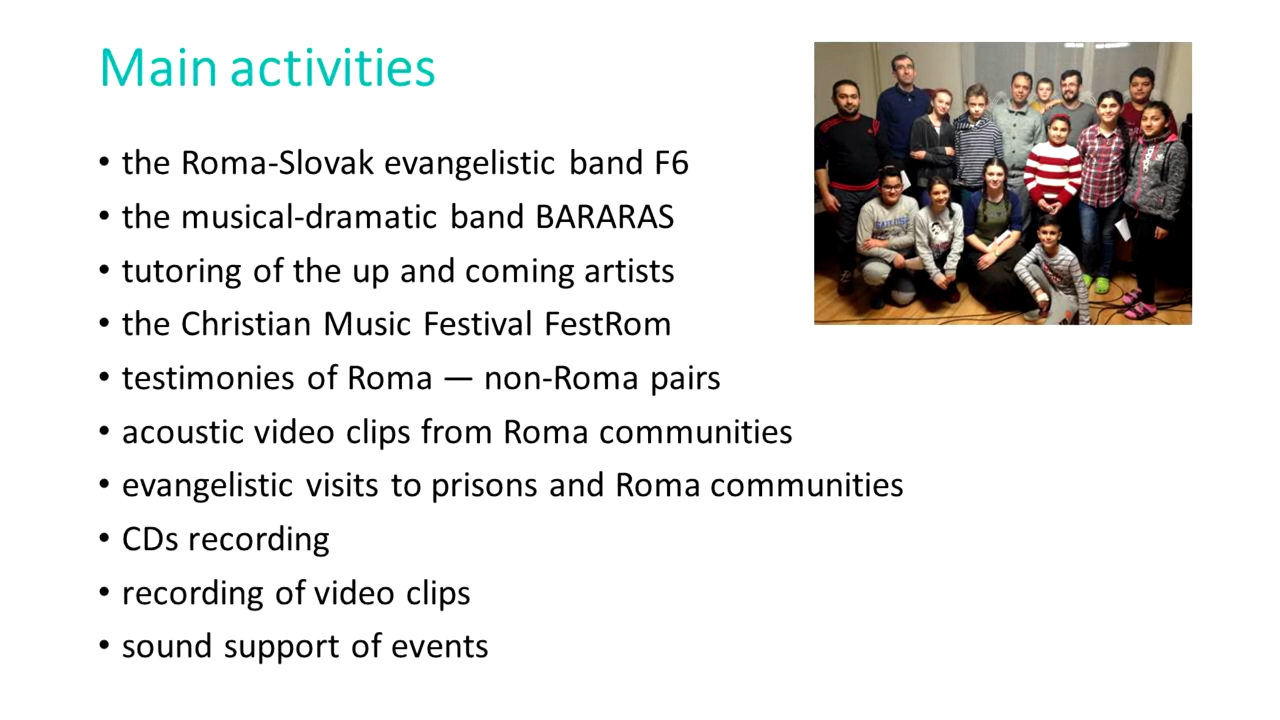 Main activities
• the Roma-Slovak evangelistic band F6
• the musical-dramatic band BARARAS
• tutoring of the up and coming artists
• the Christian Music Festival FestRom
• testimonies of Roma — non-Roma pairs
• acoustic video clips from Roma communities
• evangelistic visits to prisons and Roma communities
• CDs recording
• recording of video clips
• sound support of events